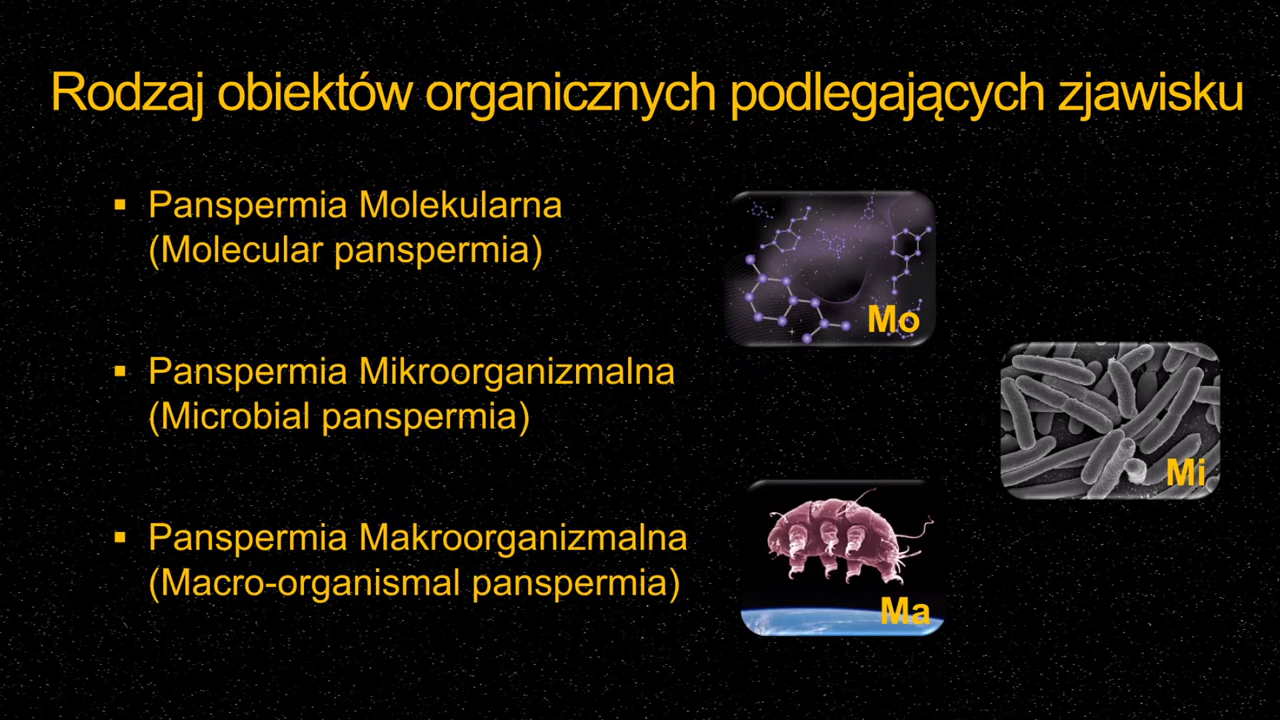 Rodzaj obiektów organicznych podlegających zjawisku
▪ Panspermia Molekularna
(Molecular panspermia)
Mo
▪ Panspermia Mikroorganizmalna
(Microbial panspermia)
Mi
▪ Panspermia Makroorganizmalna
(Macro-organismal panspermia)
Ma